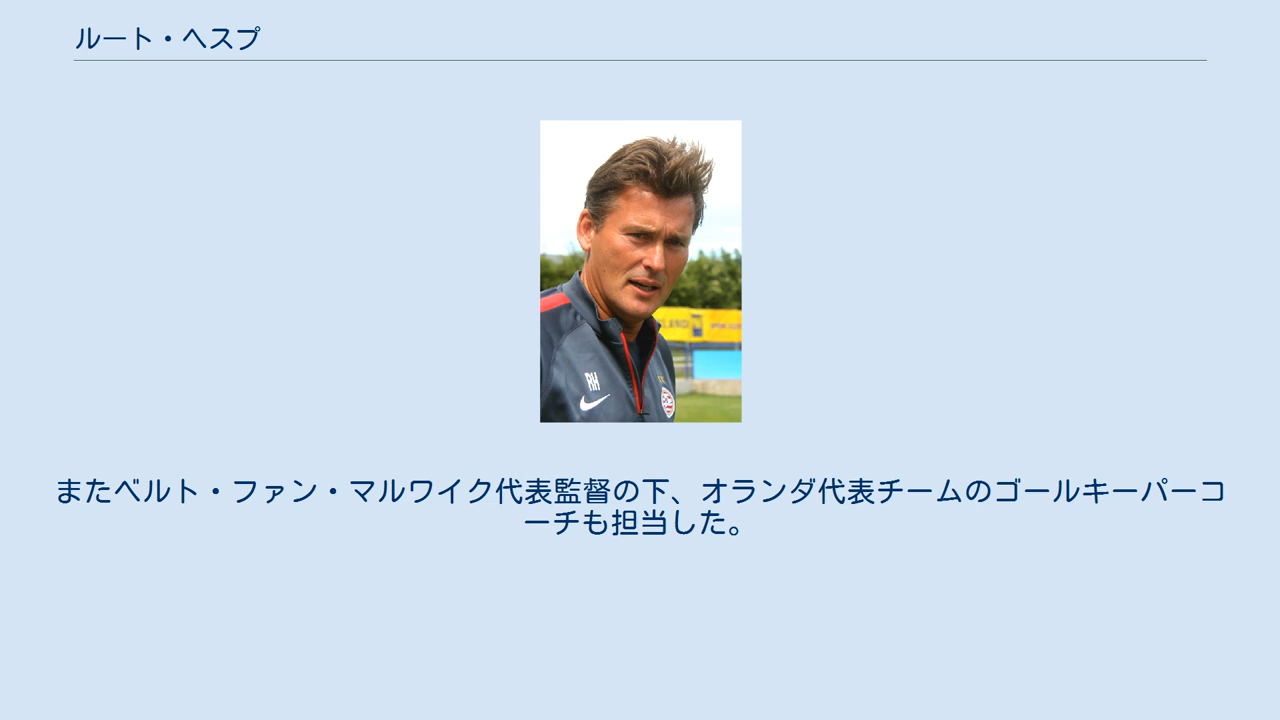 ルート・ヘスプ
RH
またベルト・ファン・マルワイク代表監督の下、オランダ代表チームのゴールキーパーコ
ーチも担当した。